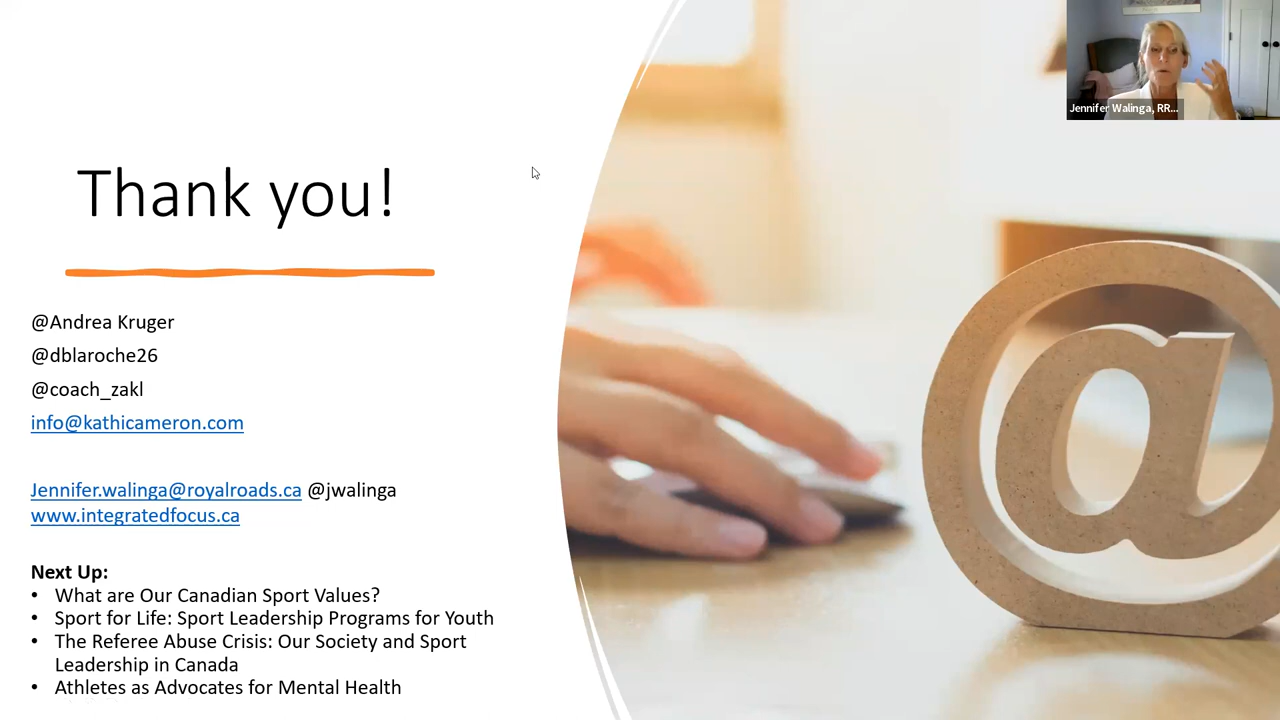 Jennifer Walinga, RR...
Thank you!
@Andrea Kruger
@dblaroche26
@coach_zakl
info@kathicameron.com
Jennifer.walinga@royalroads.ca @jwalinga
www.integratedfocus.ca
Next Up:
• What are Our Canadian Sport Values?
• Sport for Life: Sport Leadership Programs for Youth
• The Referee Abuse Crisis: Our Society and Sport
Leadership in Canada
• Athletes as Advocates for Mental Health
@